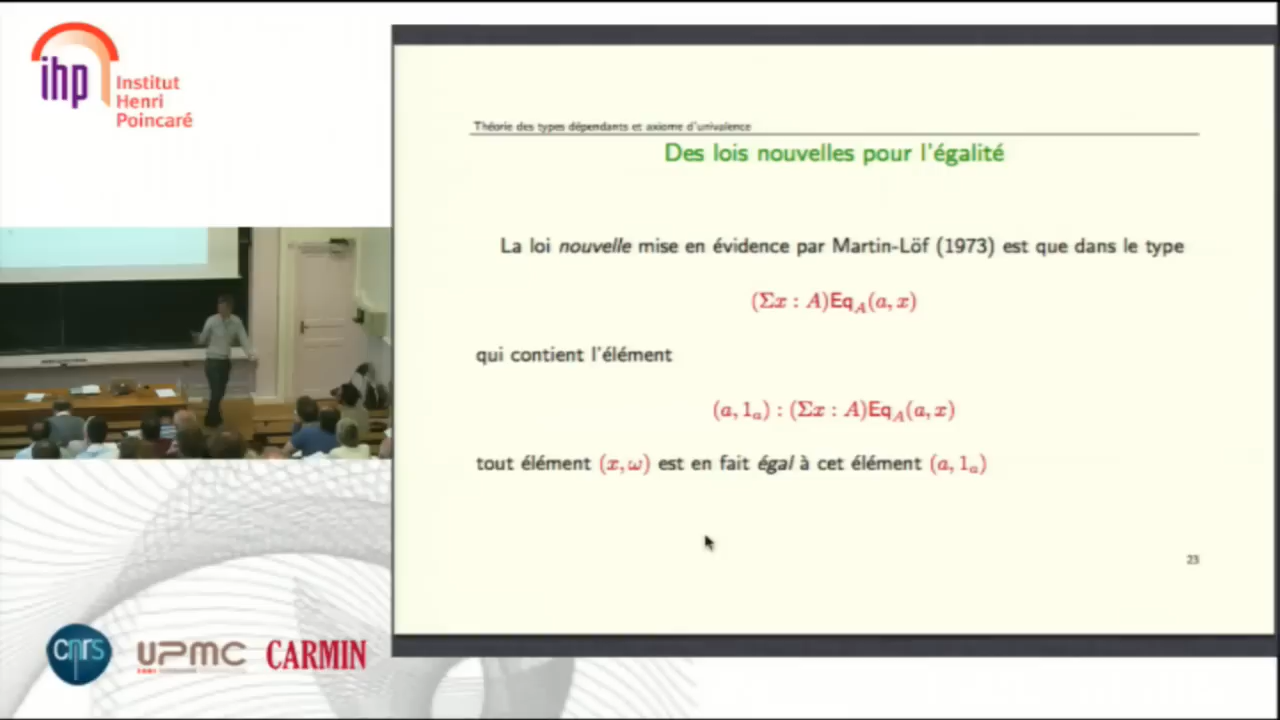 ihp
Institut
Henri
Poincaré
Théorie des types dépendants et axiome d'univalence
Des lois nouvelles pour l'égalité
La loi nouvelle mise en évidence par Martin-Löf (1973) est que dans le type
(Σx : A)Eq_A(a, x)
qui contient l'élément
(a, 1_a) : (Σx : A)Eq_A(a, x)
tout élément (x, ω) est en fait égal à cet élément (a, 1_a)
23
cnrs
UPMC
CARMIN